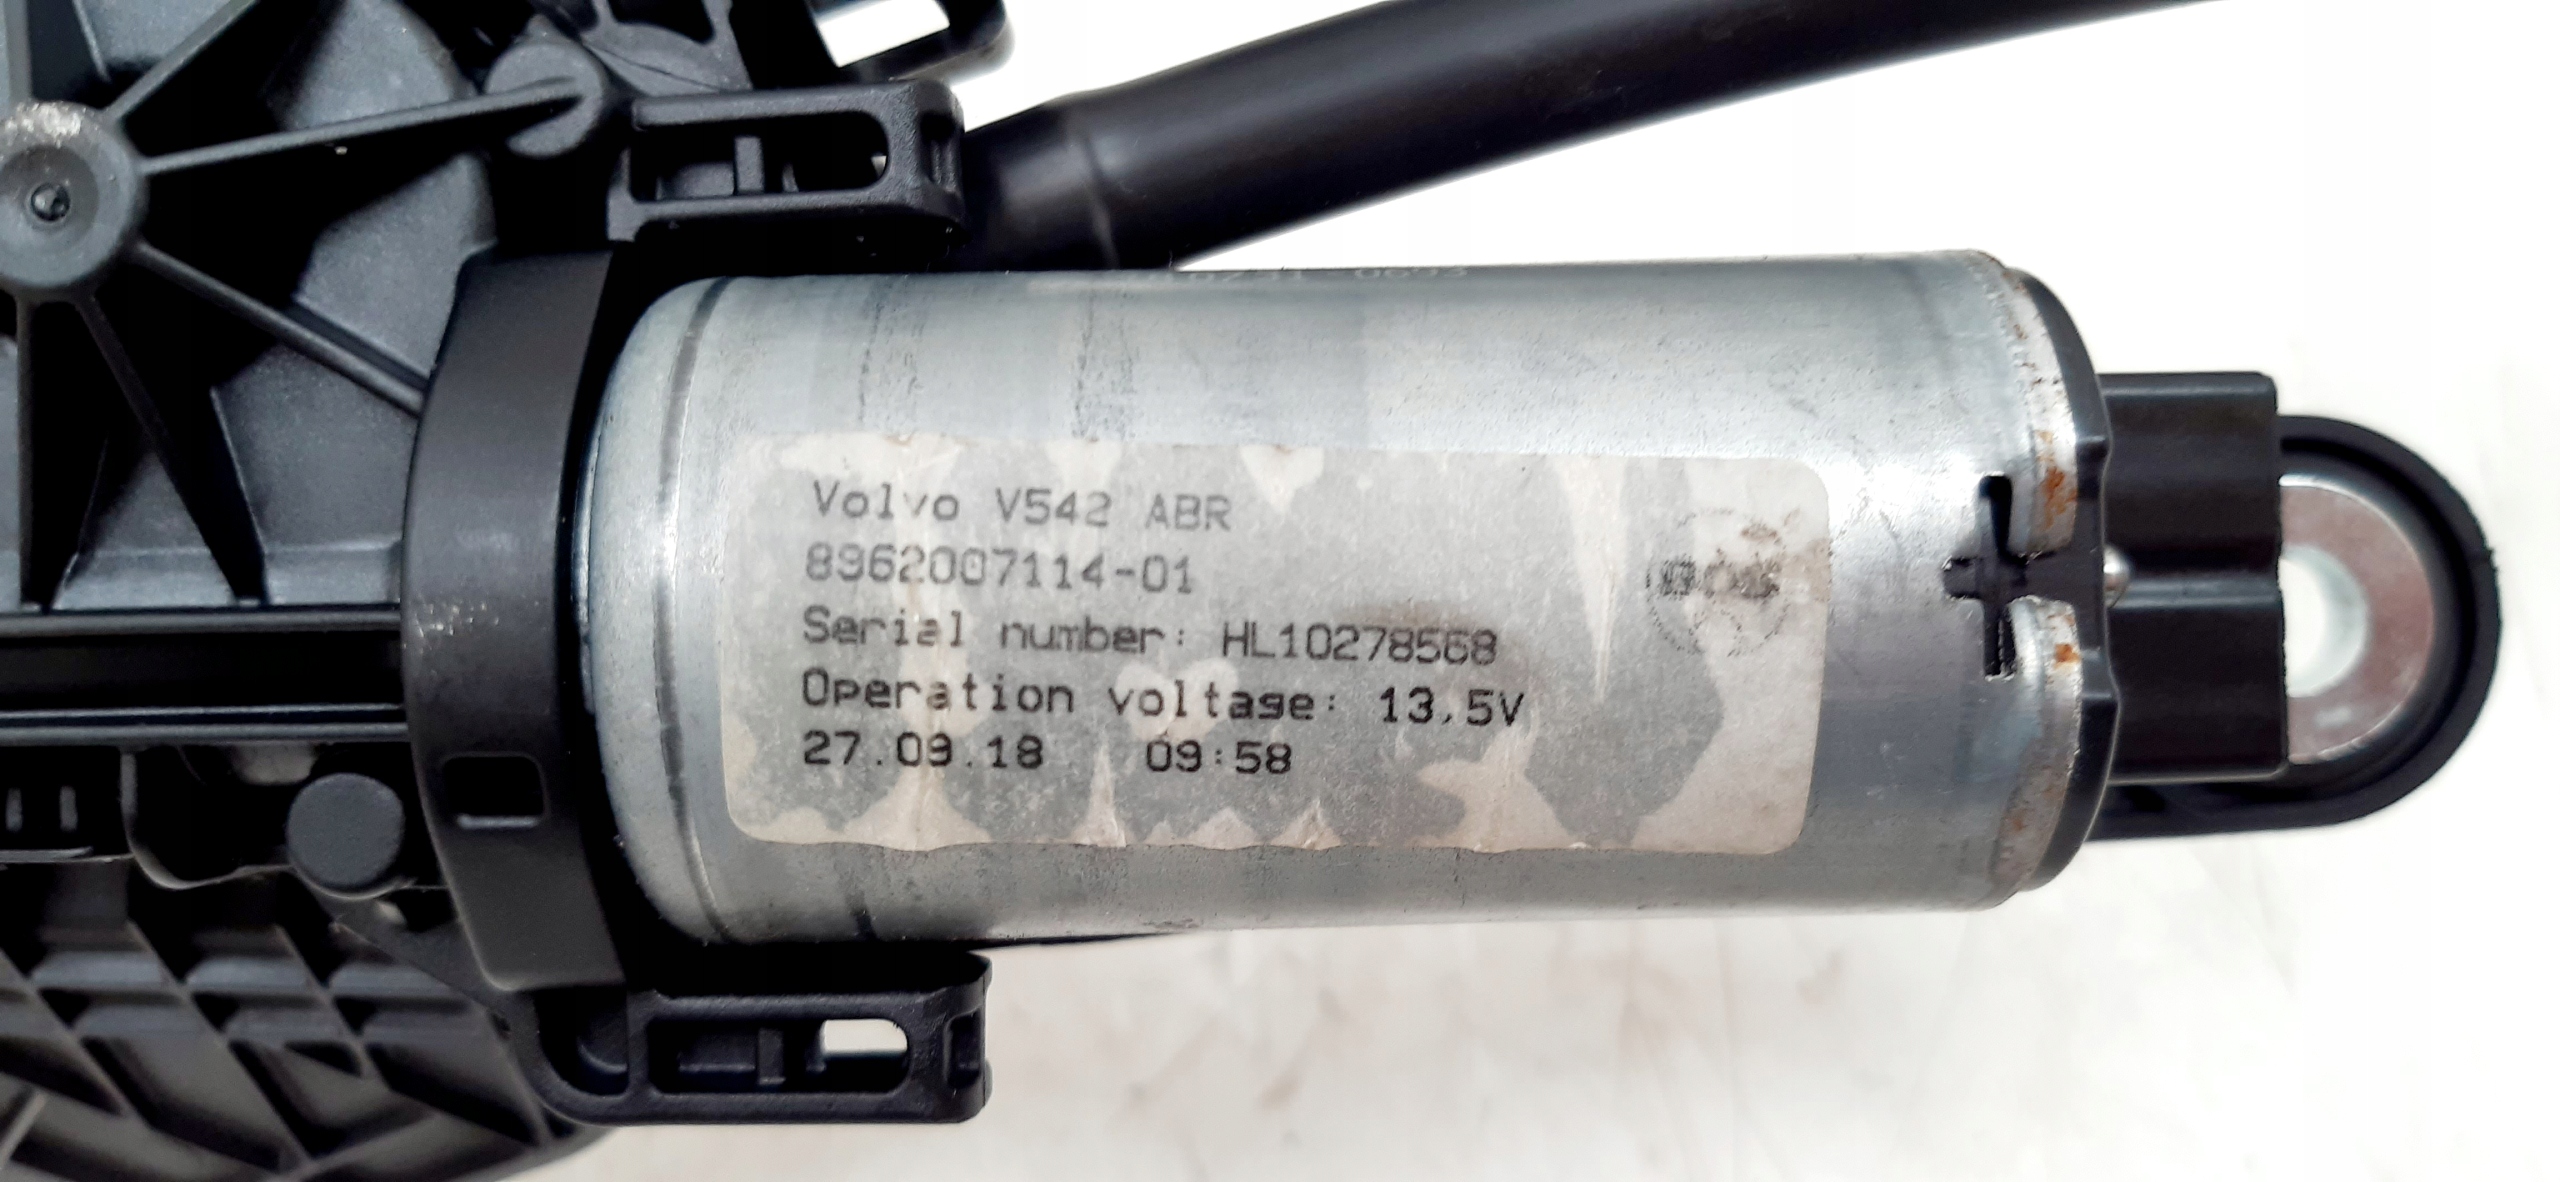 Volvo V542 ABR
8962007114-01
Serial number: HL10278568
Operation voltage: 13,5V
27.09.18 09:58